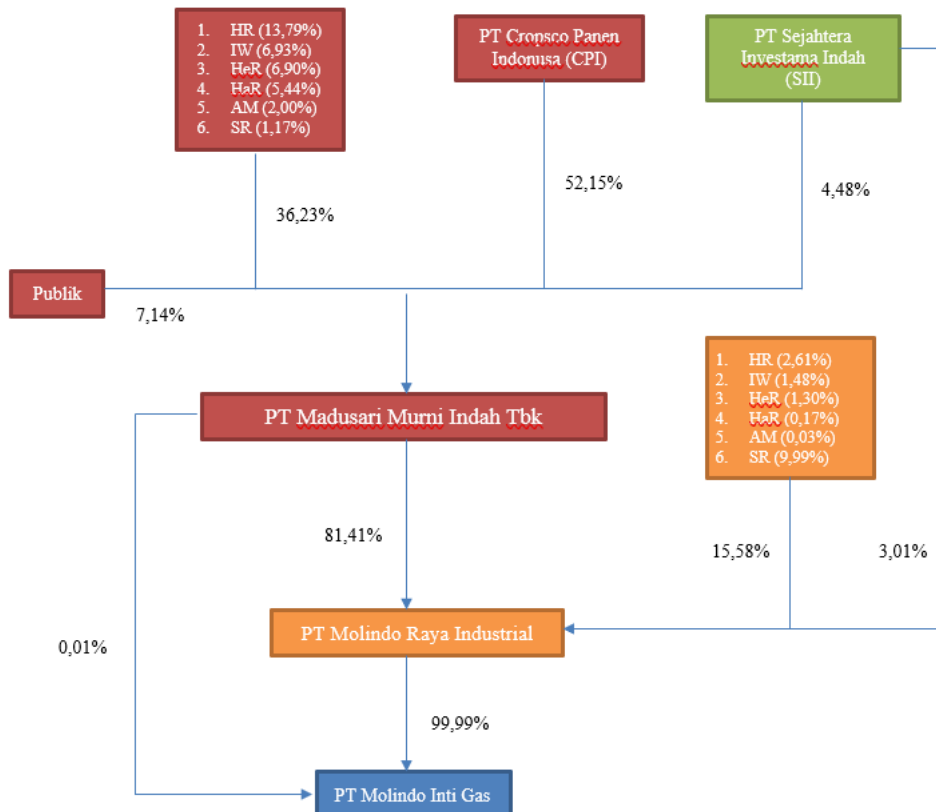 1. HR (13,79%)
2. IW (6,93%)
3. HeR (6,90%)
4. HaR (5,44%)
5. AM (2,00%)
6. SR (1,17%)
PT Cropsco Panen
Indonusa (CPI)
PT Sejahtera
Investama Indah
(SII)
36,23%
52,15%
4,48%
Publik
7,14%
PT Madusari Murni Indah Tbk
1. HR (2,61%)
2. IW (1,48%)
3. HeR (1,30%)
4. HaR (0,17%)
5. AM (0,03%)
6. SR (9,99%)
81,41%
15,58%
3,01%
PT Molindo Raya Industrial
0,01%
99,99%
PT Molindo Inti Gas